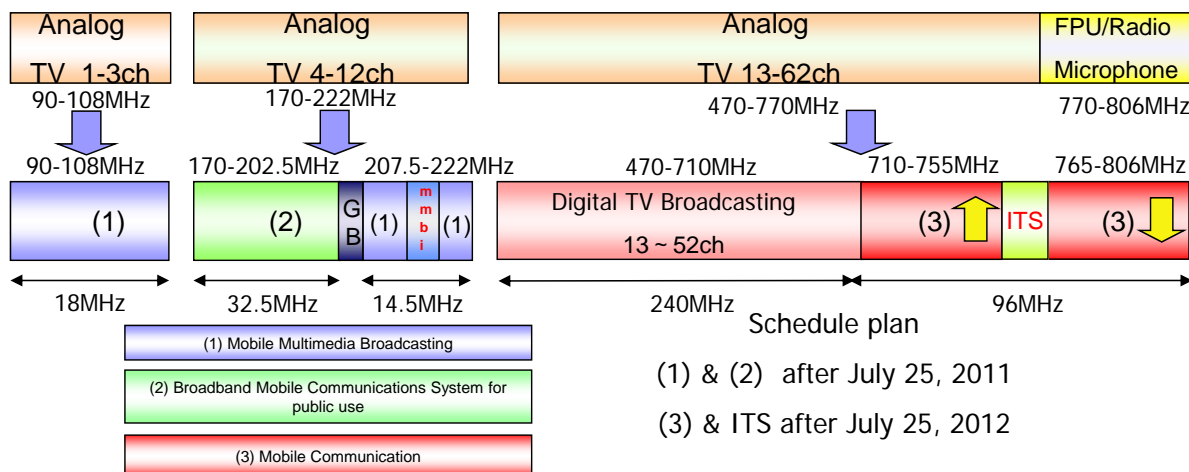 Analog
TV 1-3ch
Analog
TV 4-12ch
Analog
TV 13-62ch
FPU/Radio
Microphone
90-108MHz
170-222MHz
470-770MHz
770-806MHz
90-108MHz
170-202.5MHz
207.5-222MHz
470-710MHz
710-755MHz
765-806MHz
(1)
(2)
G
B
(1)
m
m
b
i
(1)
Digital TV Broadcasting
13 ~ 52ch
(3)
ITS
(3)
18MHz
32.5MHz
14.5MHz
240MHz
96MHz
(1) Mobile Multimedia Broadcasting
(2) Broadband Mobile Communications System for
public use
(3) Mobile Communication
Schedule plan
(1) & (2) after July 25, 2011
(3) & ITS after July 25, 2012